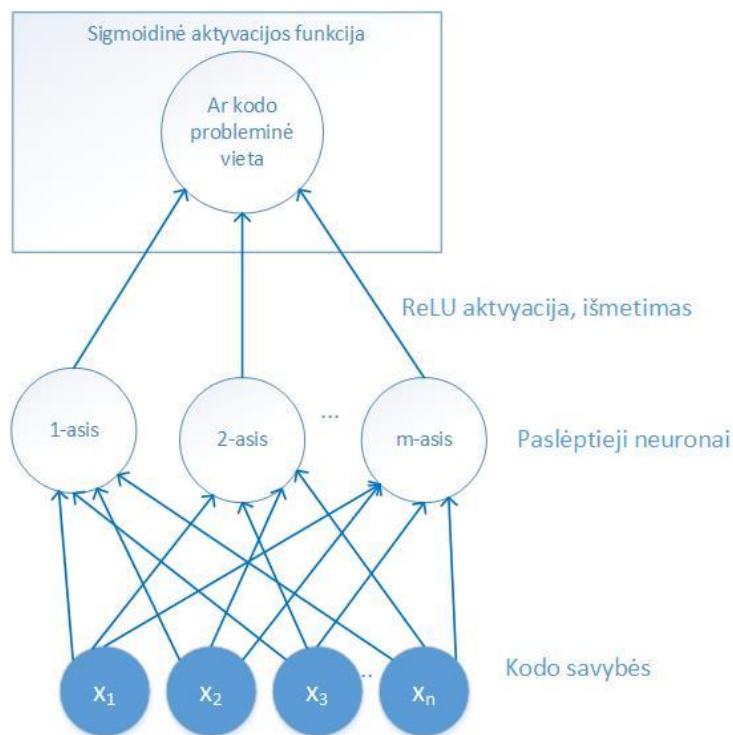 Sigmoidinė aktyvacijos funkcija
Ar kodo
probleminė
vieta
ReLU aktvyacija, išmetimas
1-asis
2-asis
...
m-asis
Paslėptieji neuronai
x₁
x₂
x₃
..
xₙ
Kodo savybės